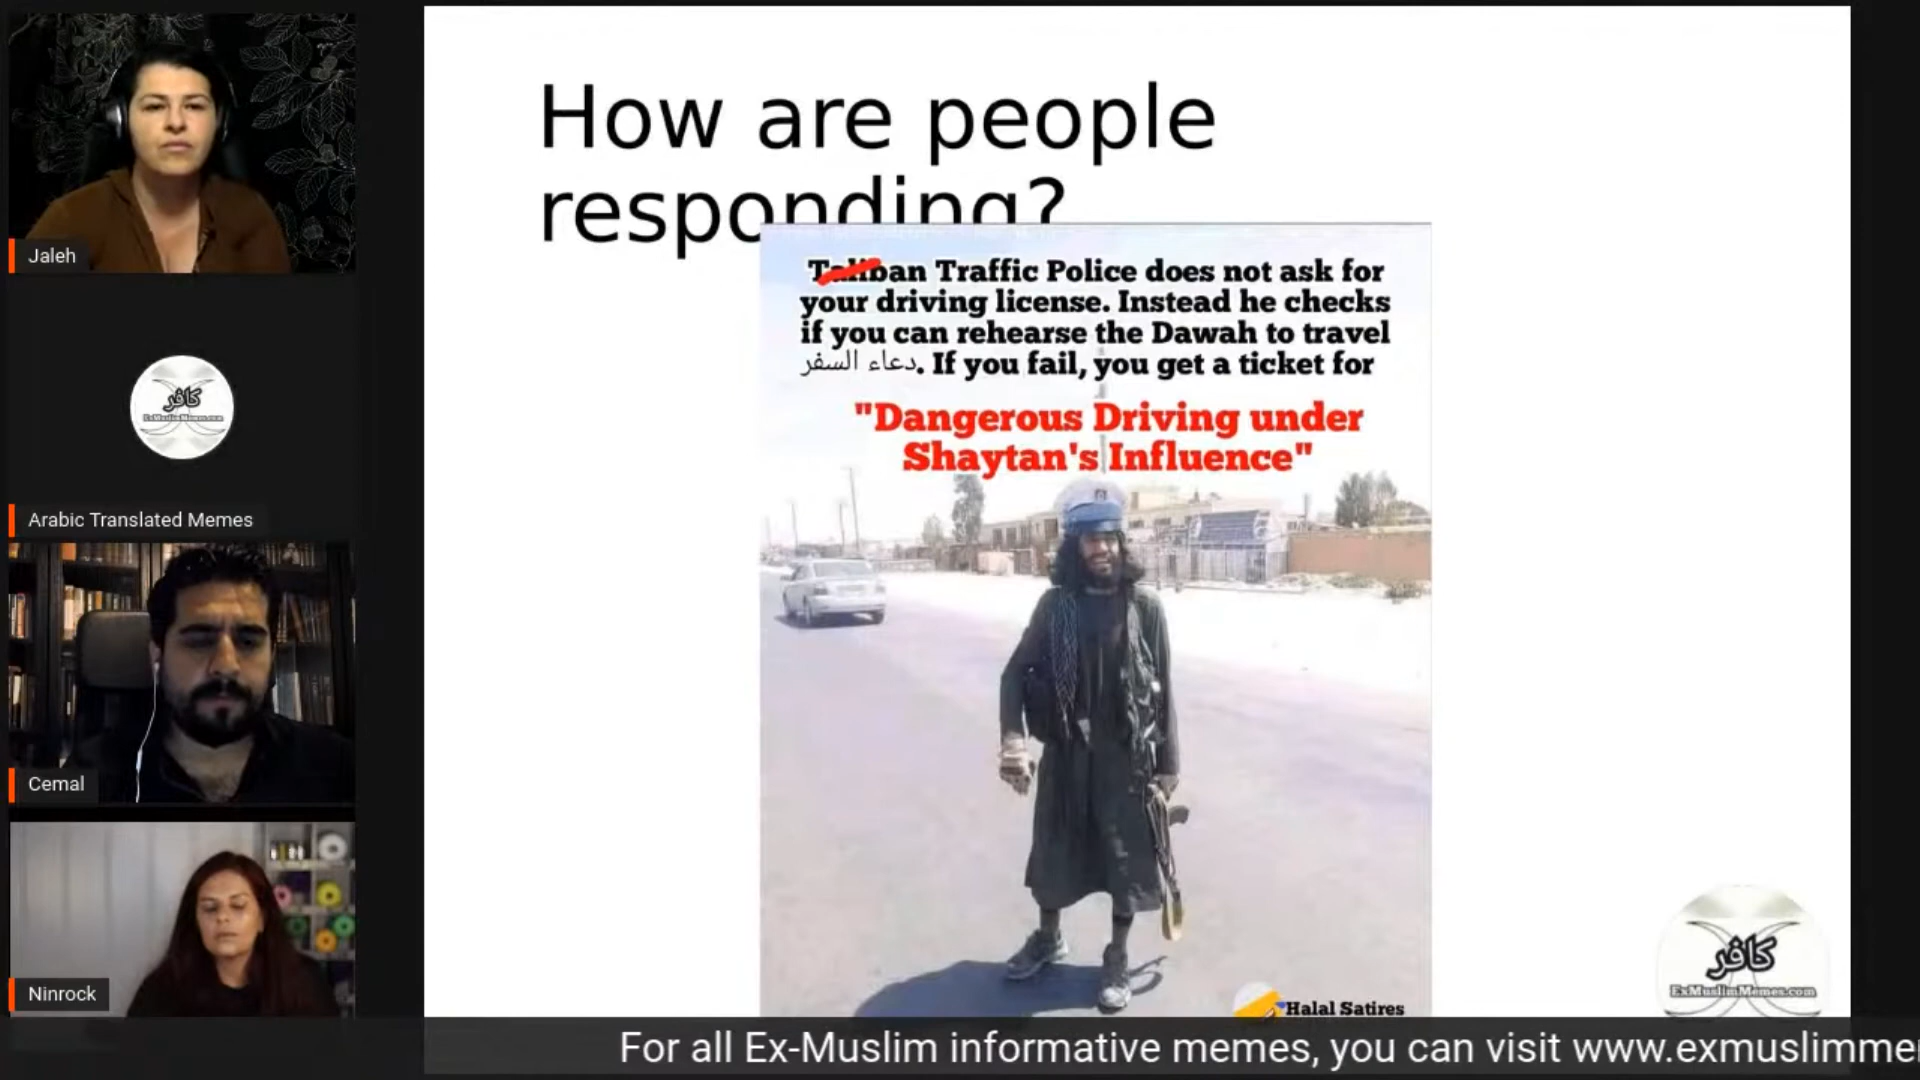 How are people
responding?
Taliban Traffic Police does not ask for
your driving license. Instead he checks
if you can rehearse the Dawah to travel
دعاء السفر. If you fail, you get a ticket for
"Dangerous Driving under
Shaytan's Influence"
Halal Satires
Jaleh
كافر
ExMuslimMemes.com
Arabic Translated Memes
Cemal
Ninrock
كافر
ExMuslimMemes.com
For all Ex-Muslim informative memes, you can visit www.exmuslimme